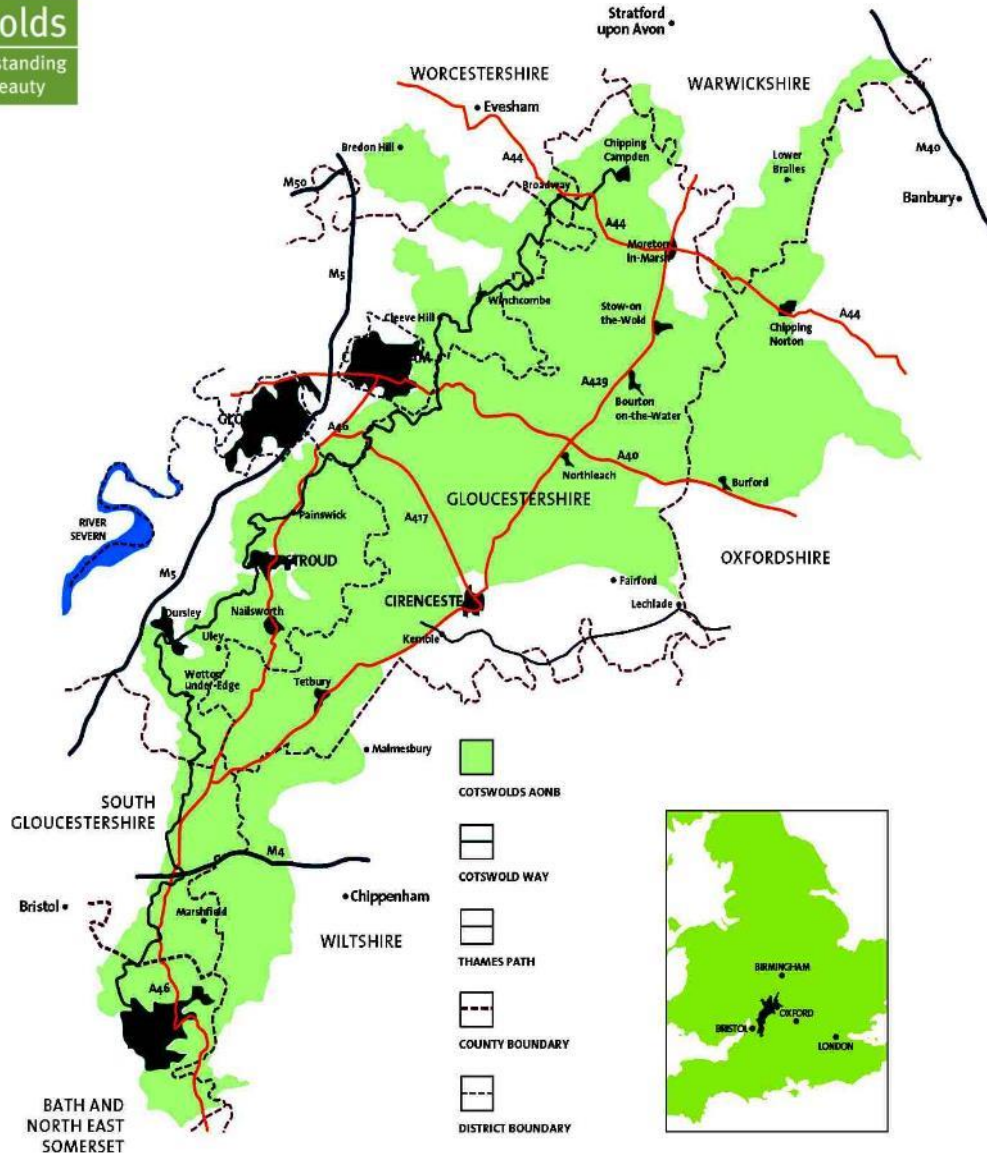 olds
standing
eauty
Stratford
upon Avon
WORCESTERSHIRE
WARWICKSHIRE
Evesham
M40
Bredon Hill
A44
Chipping
Campden
Lower
Brailes
M50
Broadway
Banbury
A44
Moreton
in-Marsh
M5
Winchcombe
Stow-on
the-Wold
A44
Cleeve Hill
Chipping
Norton
A429
Bourton
on-the-Water
A46
A40
Northleach
Burford
GLOUCESTERSHIRE
RIVER
SEVERN
Painswick
A417
OXFORDSHIRE
STROUD
M5
Fairford
CIRENCESTE
Lechlade
Dursley
Nailsworth
Kemble
Uley
Wotton
under-Edge
Tetbury
Malmesbury
COTSWOLDS AONB
SOUTH
GLOUCESTERSHIRE
M4
COTSWOLD WAY
Chippenham
Bristol
Marshfield
WILTSHIRE
THAMES PATH
BIRMINGHAM
A46
OXFORD
BRISTOL
LONDON
COUNTY BOUNDARY
BATH AND
NORTH EAST
SOMERSET
DISTRICT BOUNDARY